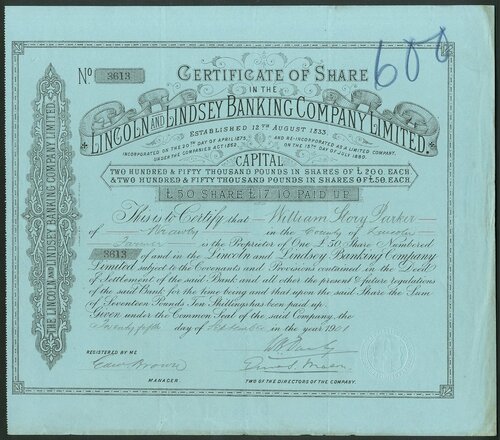 No 3613
600
CERTIFICATE OF SHARE
IN THE
LINCOLN AND LINDSEY BANKING COMPANY LIMITED.
ESTABLISHED 12TH AUGUST 1833.
INCORPORATED ON THE 20TH DAY OF APRIL 1875, UNDER THE COMPANIES ACT 1862,
AND RE-INCORPORATED AS A LIMITED COMPANY, ON THE 15TH DAY OF JULY 1880.
CAPITAL
TWO HUNDRED & FIFTY THOUSAND POUNDS IN SHARES OF £200 EACH
& TWO HUNDRED & FIFTY THOUSAND POUNDS IN SHARES OF £50, EACH.
£50 SHARE £17 10 PAID UP
This is to Certify that William Story Parker
of Brawby in the County of Lincoln
Farmer is the Proprietor of One £50 Share Numbered
3613 of and in the Lincoln and Lindsey Banking Company
Limited subject to the Covenants and Provisions contained in the Deed
of Settlement of the said Bank and all other the present & future regulations
of the said Bank for the time being and that upon the said Share the Sum
of Seventeen Pounds Ten Shillings has been paid up.
Given under the Common Seal of the said Company, the
Twenty fifth day of September in the year 1901
REGISTERED BY ME
MANAGER.
TWO OF THE DIRECTORS OF THE COMPANY.
THE LINCOLN AND LINDSEY BANKING COMPANY LIMITED.